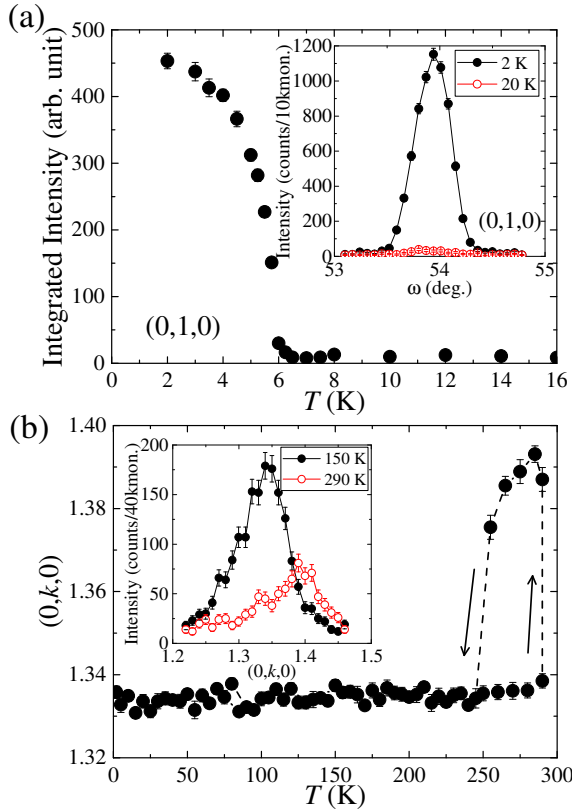 (a)
500
400
300
200
100
0
Integrated Intensity (arb. unit)
(0,1,0)
0 2 4 6 8 10 12 14 16
T (K)
1200
1000
800
600
400
200
0
Intensity (counts/10kmon.)
2 K
20 K
(0,1,0)
53 54 55
ω (deg.)
(b)
1.40
1.38
1.36
1.34
1.32
(0,k,0)
200
150
100
50
0
Intensity (counts/40kmon.)
150 K
290 K
1.2 1.3 1.4 1.5
(0,k,0)
0 50 100 150 200 250 300
T (K)